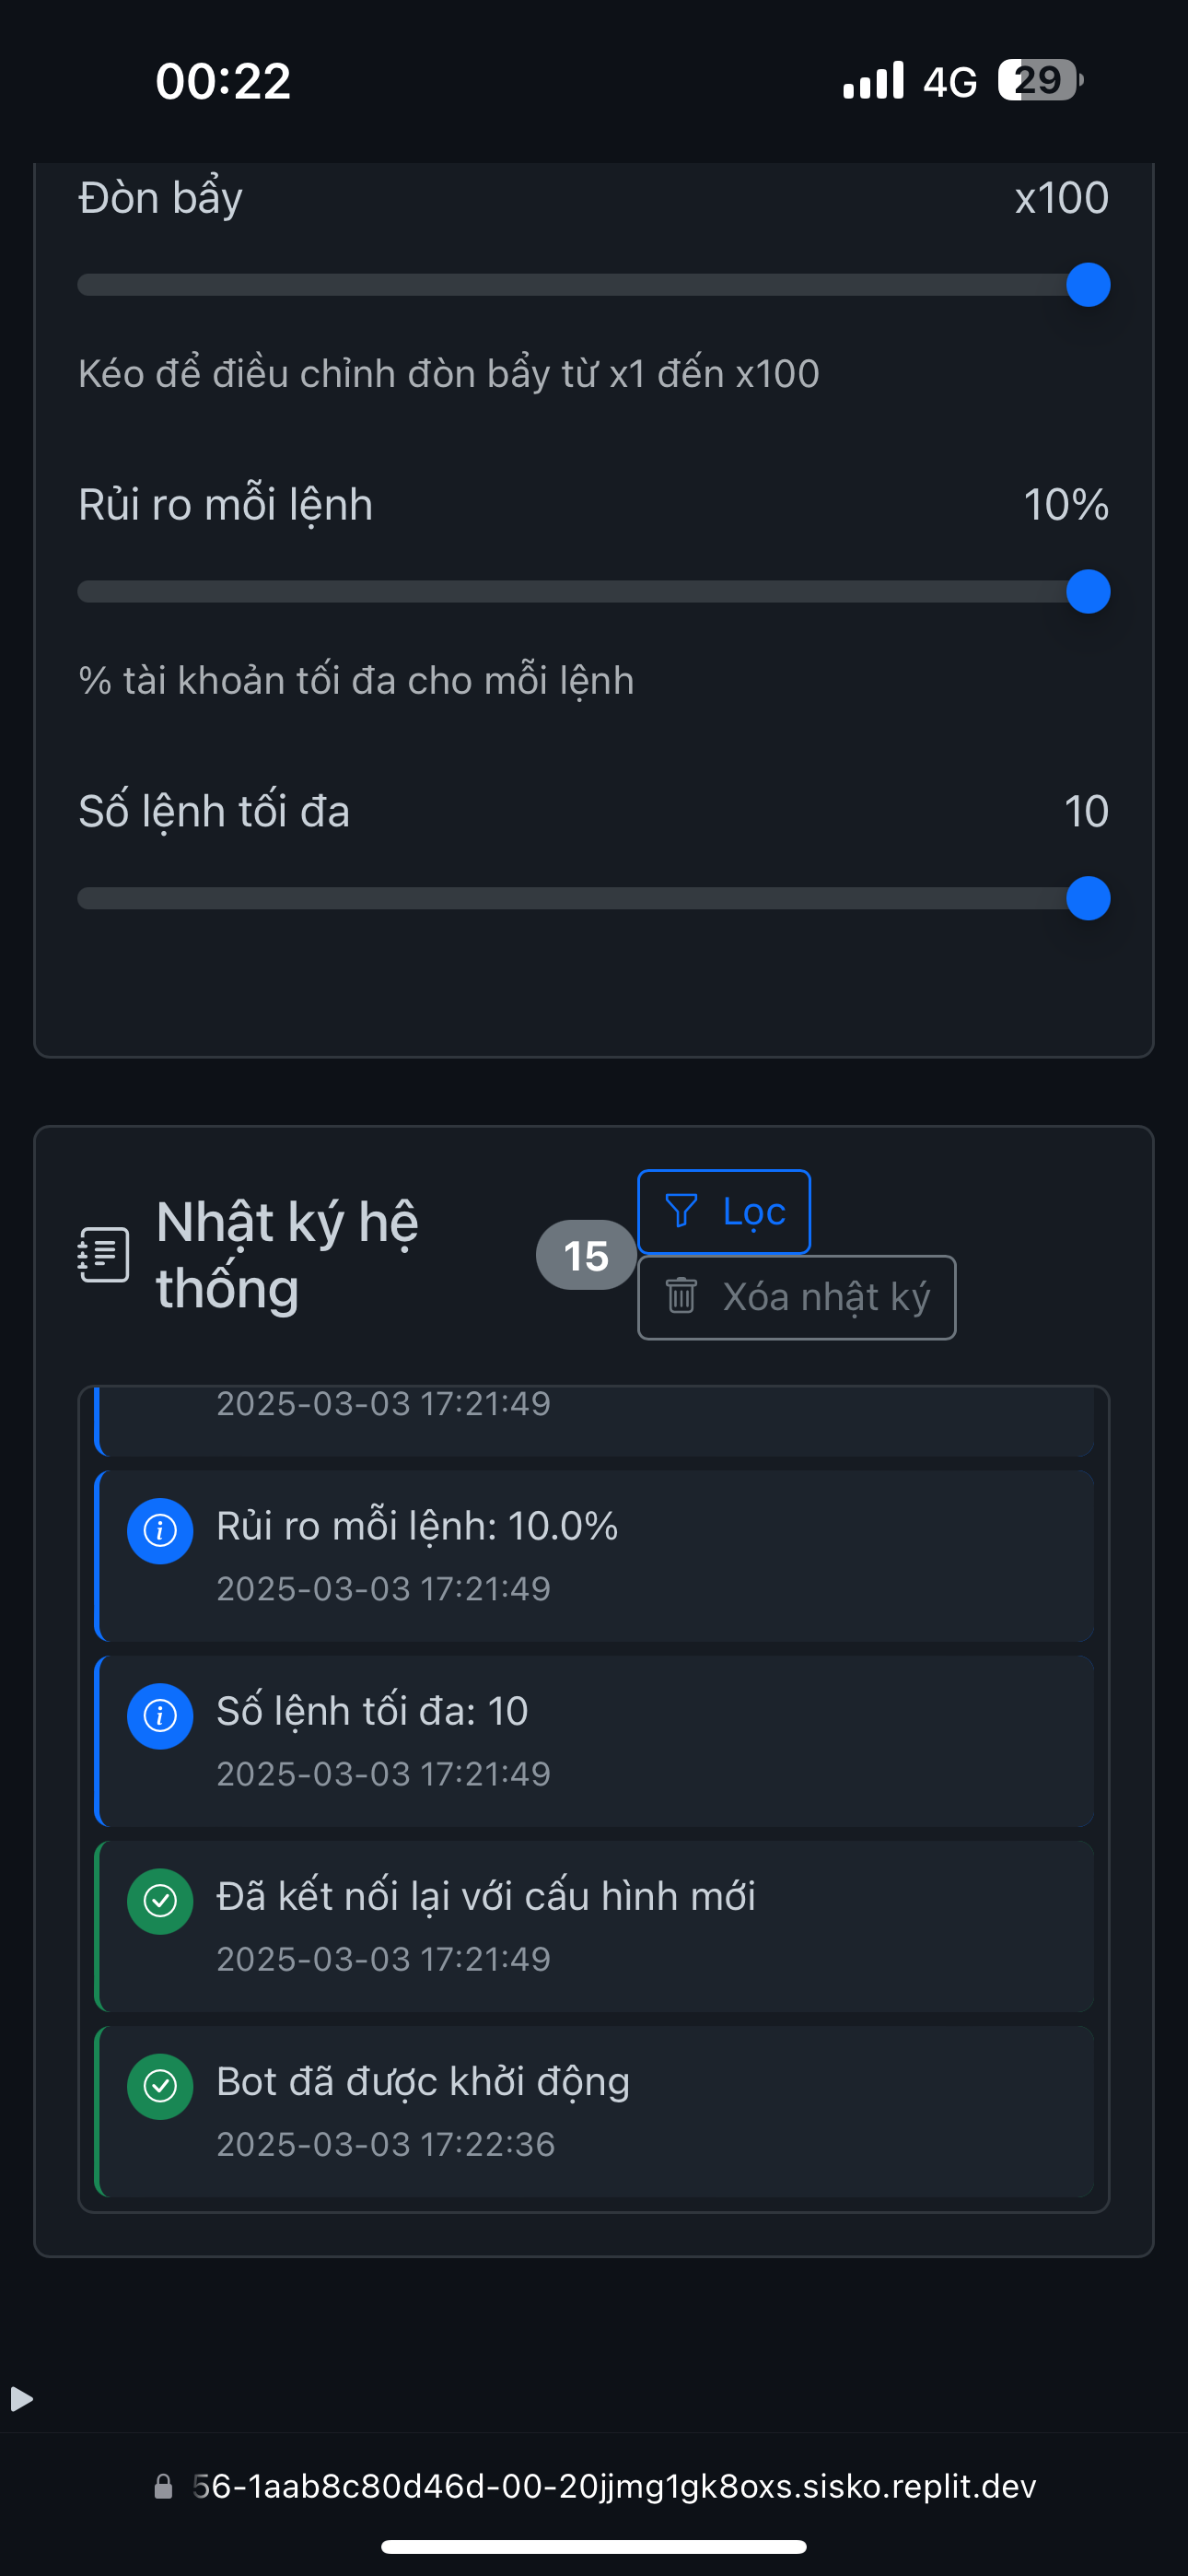 00:22
4G
29
Đòn bẩy
x100
Kéo để điều chỉnh đòn bẩy từ x1 đến x100
Rủi ro mỗi lệnh
10%
% tài khoản tối đa cho mỗi lệnh
Số lệnh tối đa
10
Nhật ký hệ
thống
15
Lọc
Xóa nhật ký
2025-03-03 17:21:49
Rủi ro mỗi lệnh: 10.0%
2025-03-03 17:21:49
Số lệnh tối đa: 10
2025-03-03 17:21:49
Đã kết nối lại với cấu hình mới
2025-03-03 17:21:49
Bot đã được khởi động
2025-03-03 17:22:36
56-1aab8c80d46d-00-20jjmg1gk8oxs.sisko.replit.dev